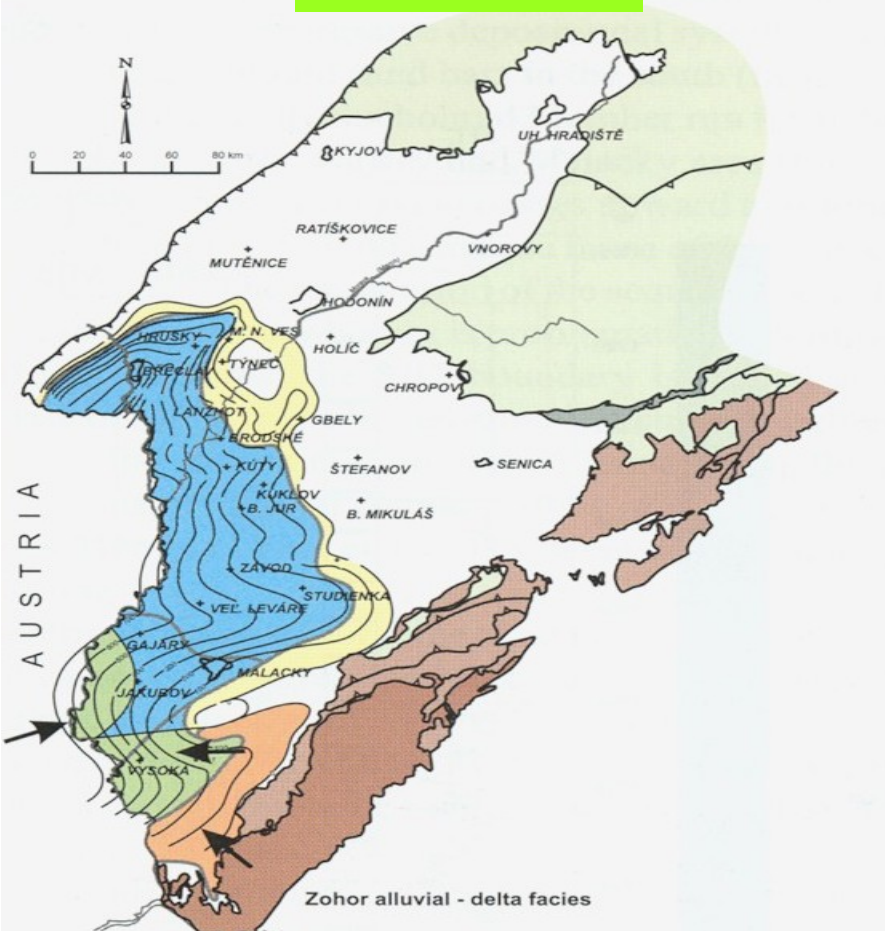 N
0 20 40 60 80 km
UH. HRADIŠTĚ
KYJOV
RATÍŠKOVICE
VNOROVY
MUTĚNICE
HODONÍN
HRUŠKY
M. N. VES
HOLÍČ
TÝNEC
BŘECLAV
CHROPOV
LANŽHOT
GBELY
BRODSKÉ
KÚTY
ŠTEFANOV
SENICA
KUKLOV
B. JUR
B. MIKULÁŠ
AUSTRIA
ZÁVOD
STUDIENKA
VEĽ. LEVÁRE
GAJARY
MALACKY
JAKUBOV
VYSOKÁ
Zohor alluvial - delta facies